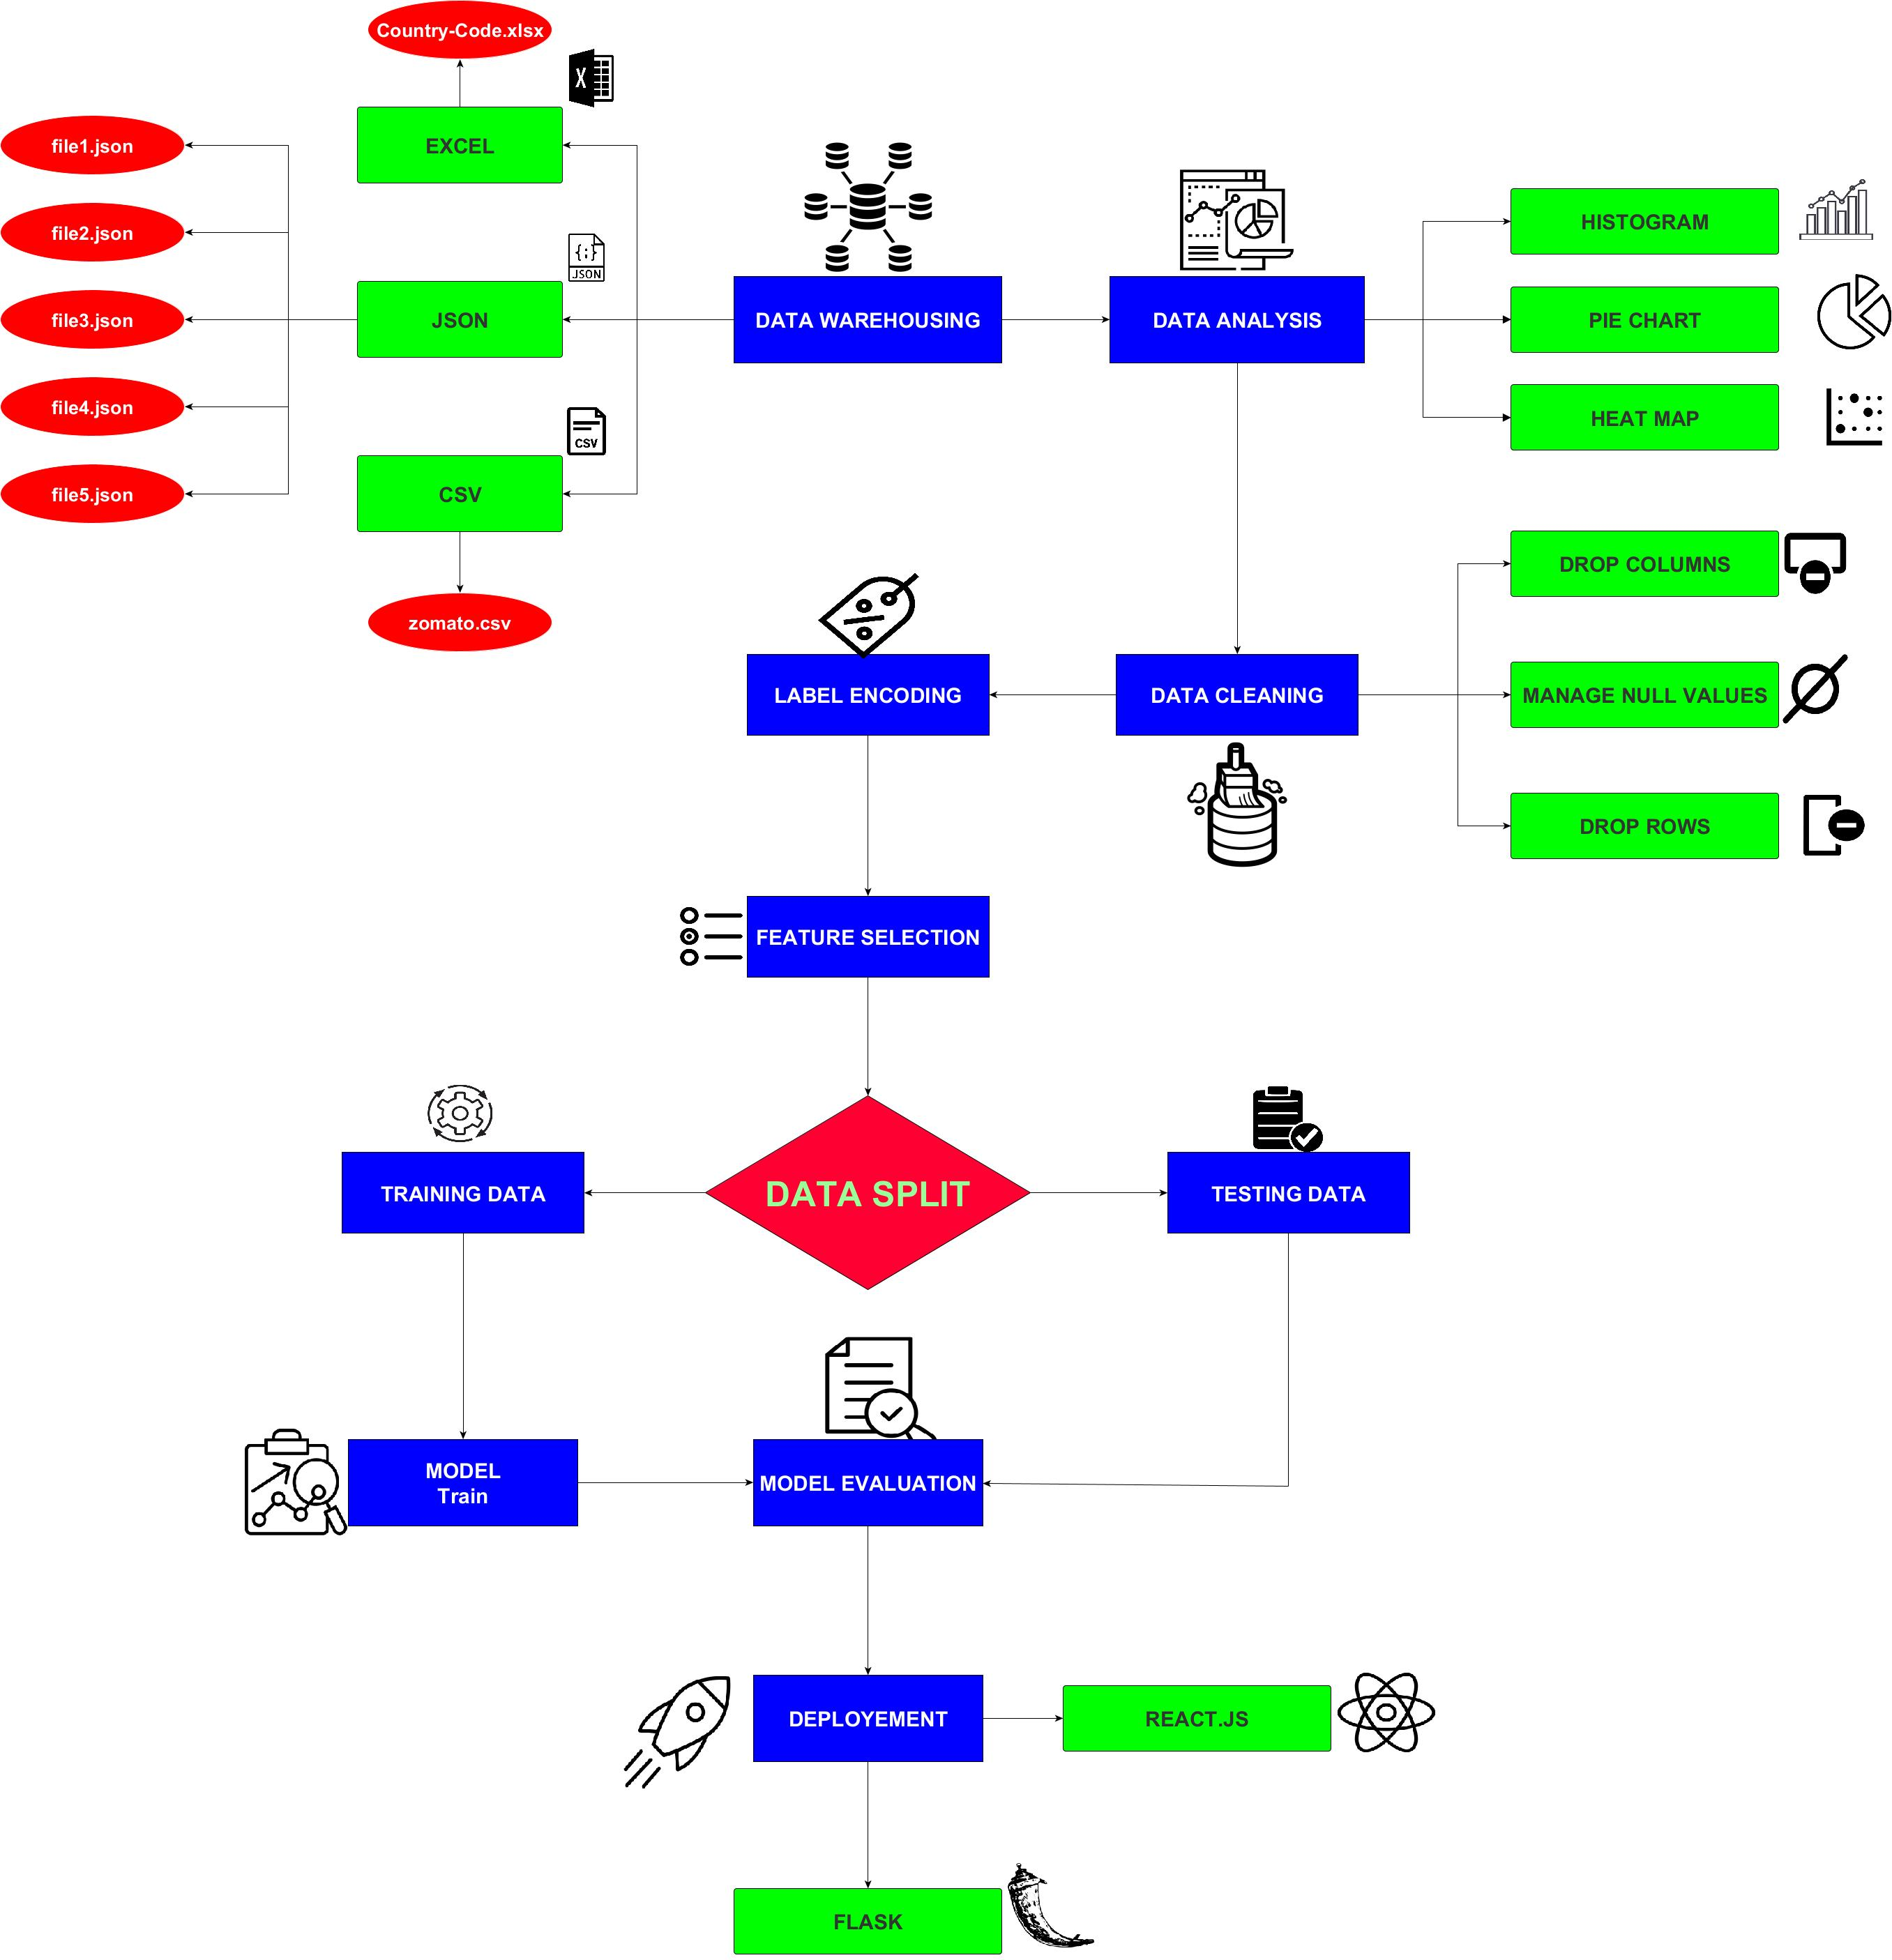 Country-Code.xlsx
X
EXCEL
file1.json
file2.json
{;}
JSON
JSON
file3.json
file4.json
CSV
CSV
file5.json
zomato.csv
DATA WAREHOUSING
DATA ANALYSIS
HISTOGRAM
PIE CHART
HEAT MAP
DROP COLUMNS
LABEL ENCODING
DATA CLEANING
MANAGE NULL VALUES
DROP ROWS
FEATURE SELECTION
TRAINING DATA
DATA SPLIT
TESTING DATA
MODEL
Train
MODEL EVALUATION
DEPLOYEMENT
REACT.JS
FLASK